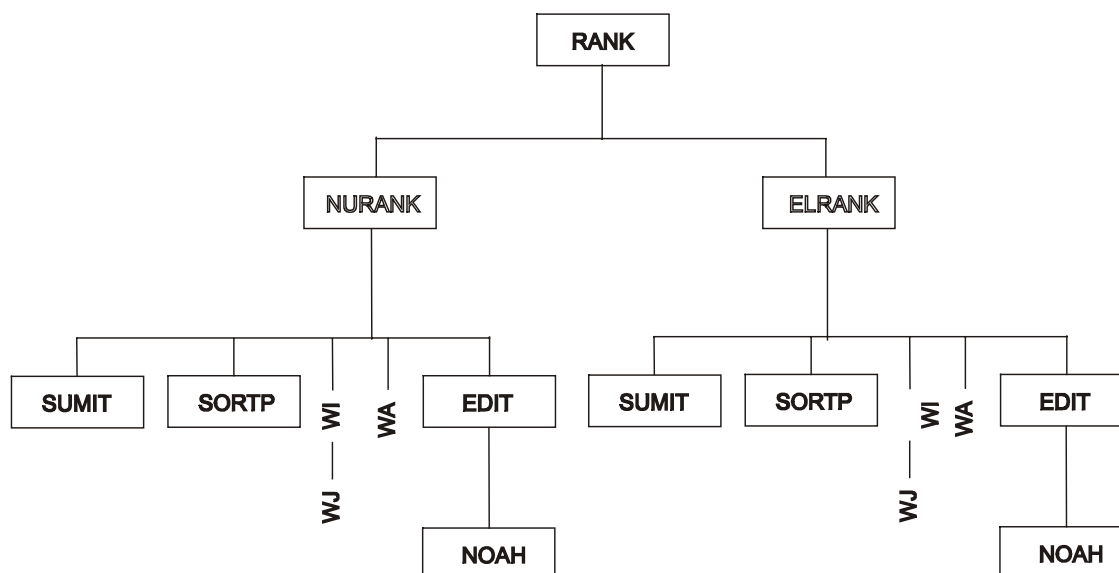 RANK
NURANK
ELRANK
SUMIT
SORTP
WI
WA
EDIT
SUMIT
SORTP
WI
WA
EDIT
WJ
WJ
NOAH
NOAH